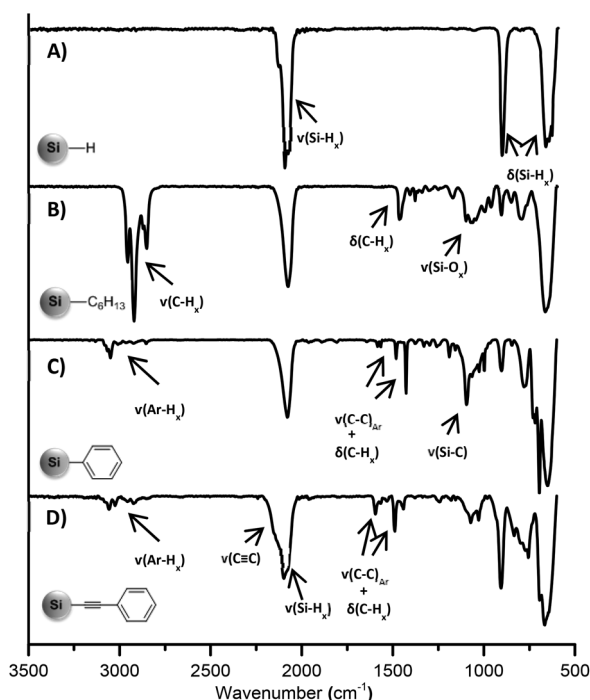 A)
Si H
ν(Si-Hₓ)
δ(Si-Hₓ)
B)
Si C₆H₁₃
ν(C-Hₓ)
δ(C-Hₓ)
ν(Si-Oₓ)
C)
Si
ν(Ar-Hₓ)
ν(C-C)Ar
+
δ(C-Hₓ)
ν(Si-C)
D)
Si
ν(Ar-Hₓ)
ν(C≡C)
ν(Si-Hₓ)
ν(C-C)Ar
+
δ(C-Hₓ)
3500 3000 2500 2000 1500 1000 500
Wavenumber (cm⁻¹)